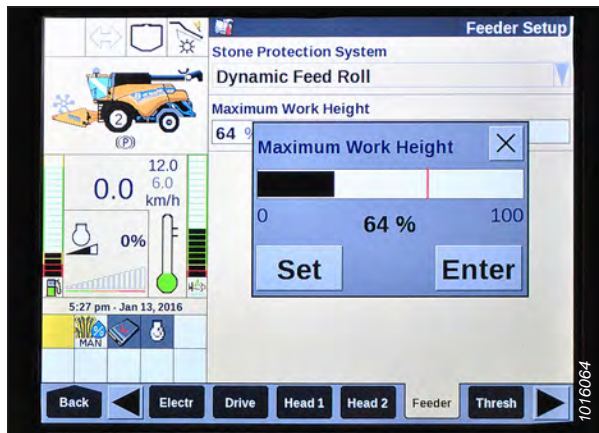 Feeder Setup
Stone Protection System
Dynamic Feed Roll
Maximum Work Height
64 %
Maximum Work Height
0
64 %
100
Set
Enter
2
(P)
12.0
6.0
0.0
km/h
0%
5:27 pm - Jan 13, 2016
MAN
Back
Electr
Drive
Head 1
Head 2
Feeder
Thresh
1016064